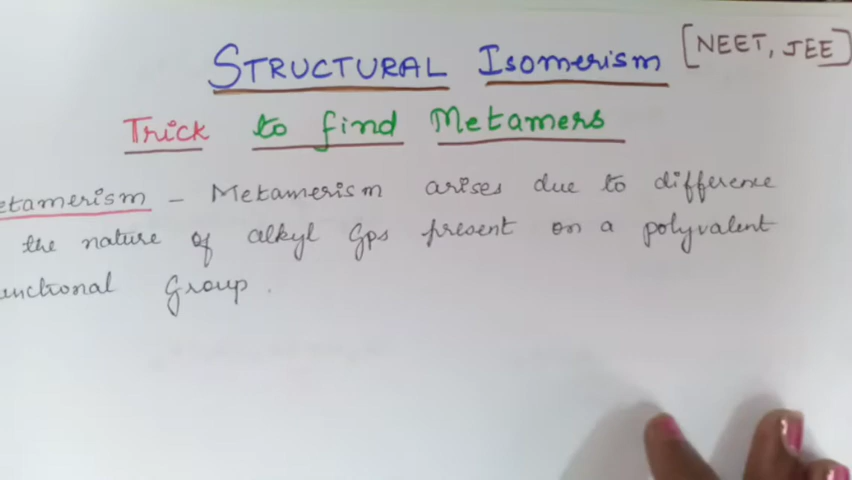 STRUCTURAL Isomerism [NEET, JEE]
Trick to find Metamers
etamerism - Metamerism arises due to difference
the nature of alkyl Gps present on a polyvalent
unctional Group.